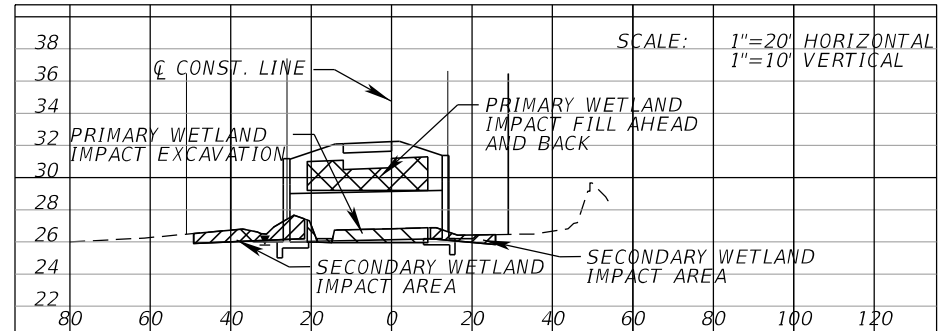 38
SCALE: 1"=20' HORIZONTAL
1"=10' VERTICAL
36
℄ CONST. LINE
34
PRIMARY WETLAND
IMPACT FILL AHEAD
AND BACK
32
PRIMARY WETLAND
IMPACT EXCAVATION
30
28
26
SECONDARY WETLAND
IMPACT AREA
SECONDARY WETLAND
IMPACT AREA
24
22
80 60 40 20 0 20 40 60 80 100 120